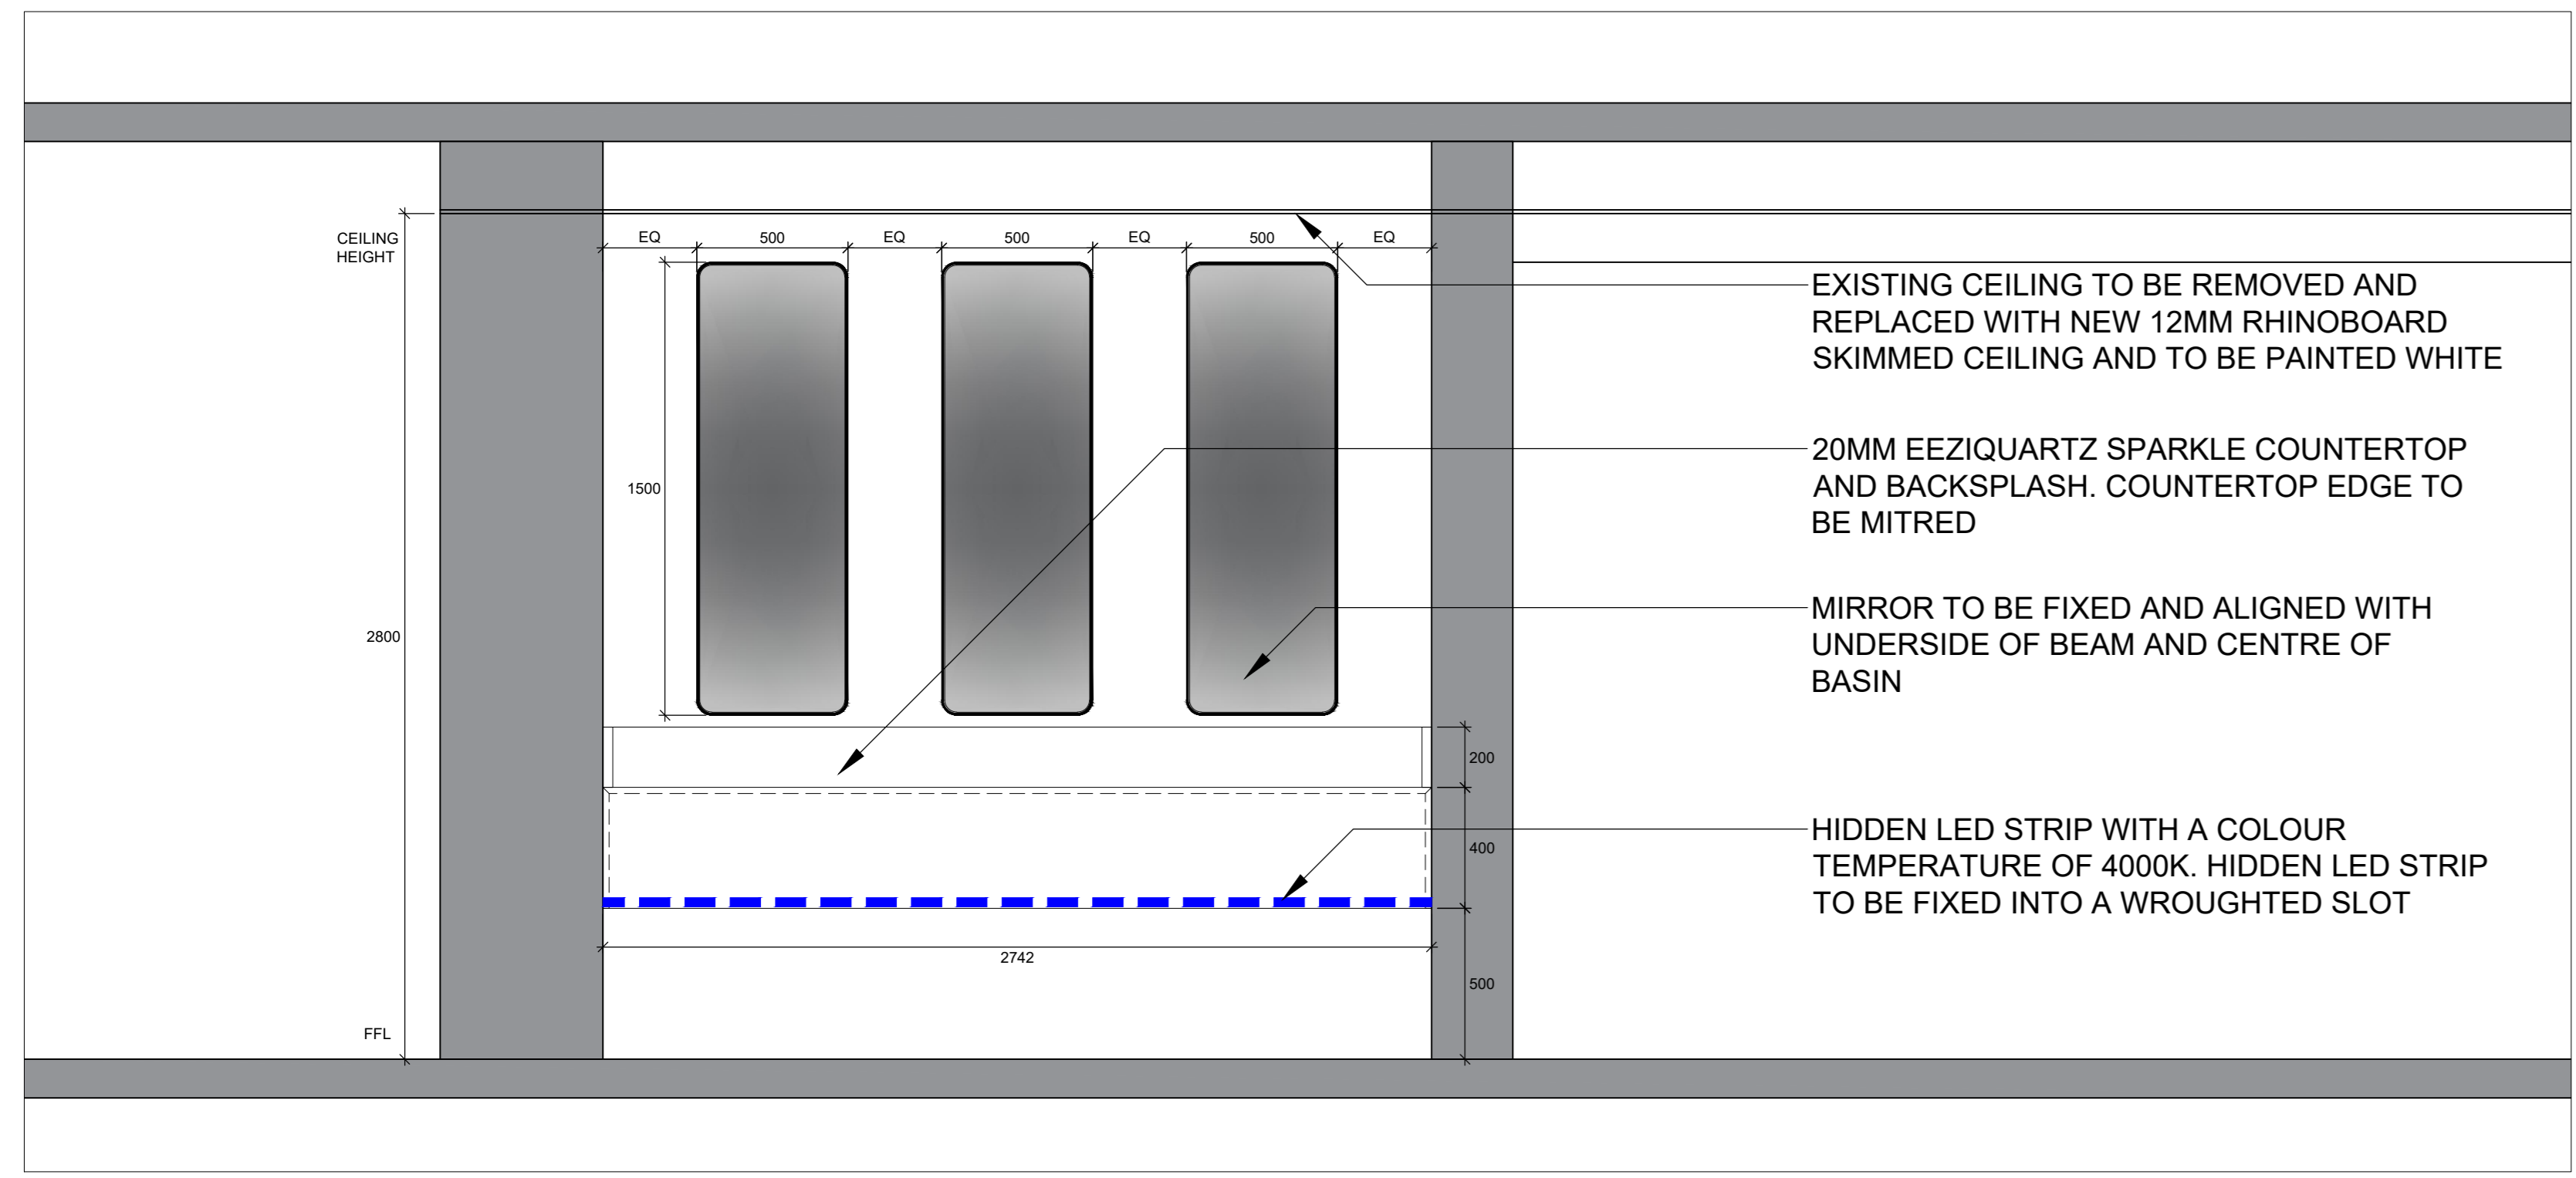 CEILING
HEIGHT
EQ 500 EQ 500 EQ 500 EQ
EXISTING CEILING TO BE REMOVED AND
REPLACED WITH NEW 12MM RHINOBOARD
SKIMMED CEILING AND TO BE PAINTED WHITE
20MM EEZIQUARTZ SPARKLE COUNTERTOP
AND BACKSPLASH. COUNTERTOP EDGE TO
BE MITRED
1500
MIRROR TO BE FIXED AND ALIGNED WITH
UNDERSIDE OF BEAM AND CENTRE OF
BASIN
2800
200
HIDDEN LED STRIP WITH A COLOUR
TEMPERATURE OF 4000K. HIDDEN LED STRIP
TO BE FIXED INTO A WROUGHTED SLOT
400
2742
500
FFL